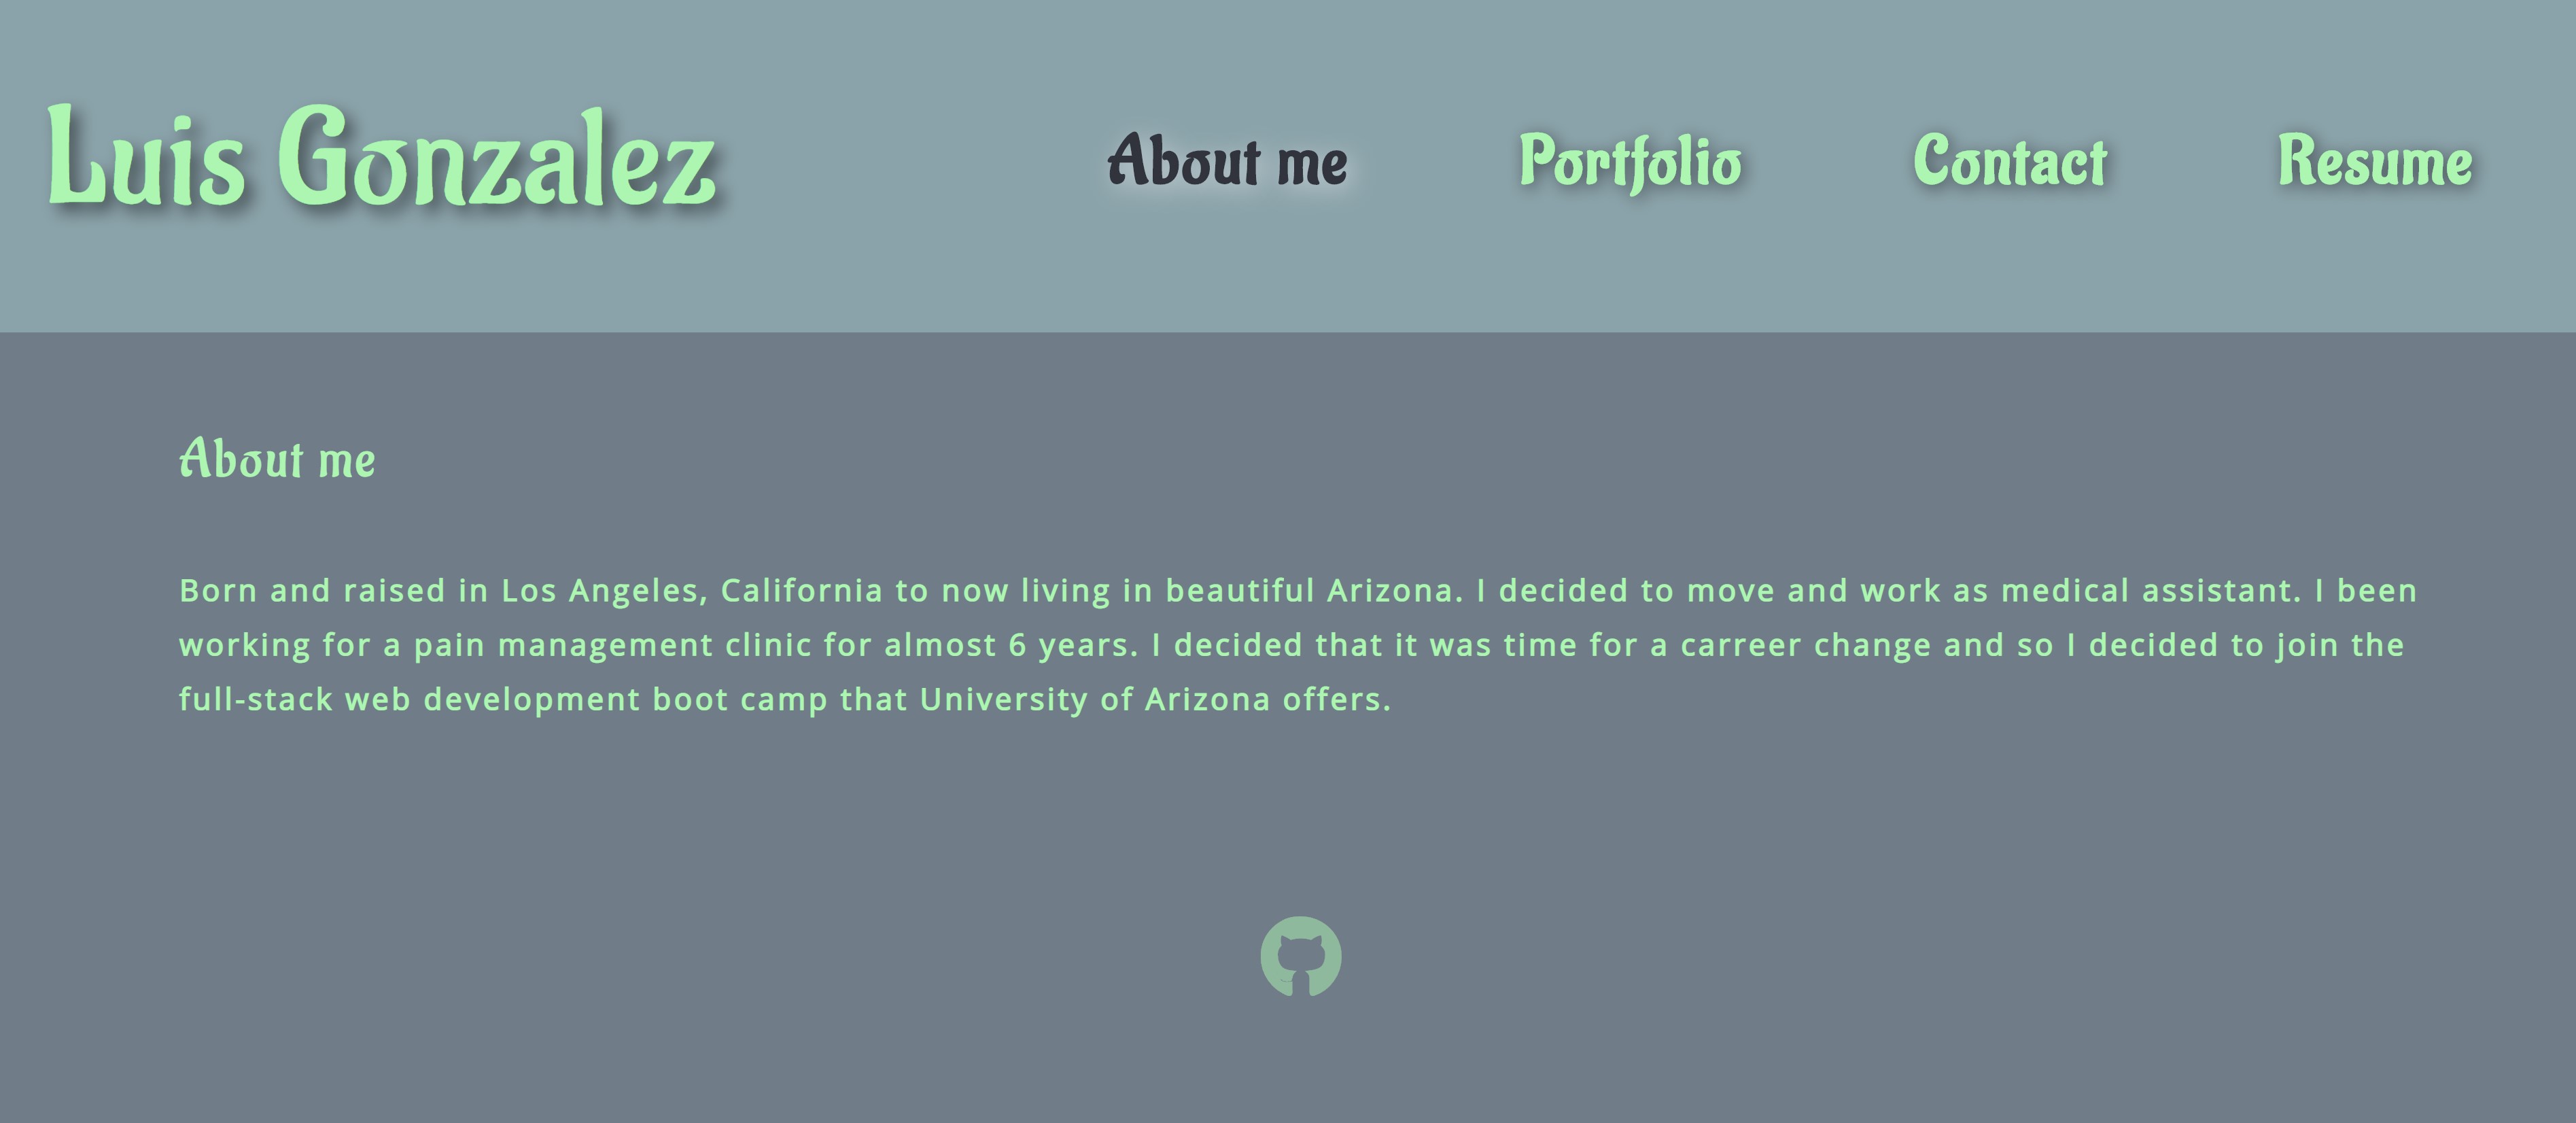 Luis Gonzalez
About me
Portfolio
Contact
Resume
About me
Born and raised in Los Angeles, California to now living in beautiful Arizona. I decided to move and work as medical assistant. I been
working for a pain management clinic for almost 6 years. I decided that it was time for a carreer change and so I decided to join the
full-stack web development boot camp that University of Arizona offers.